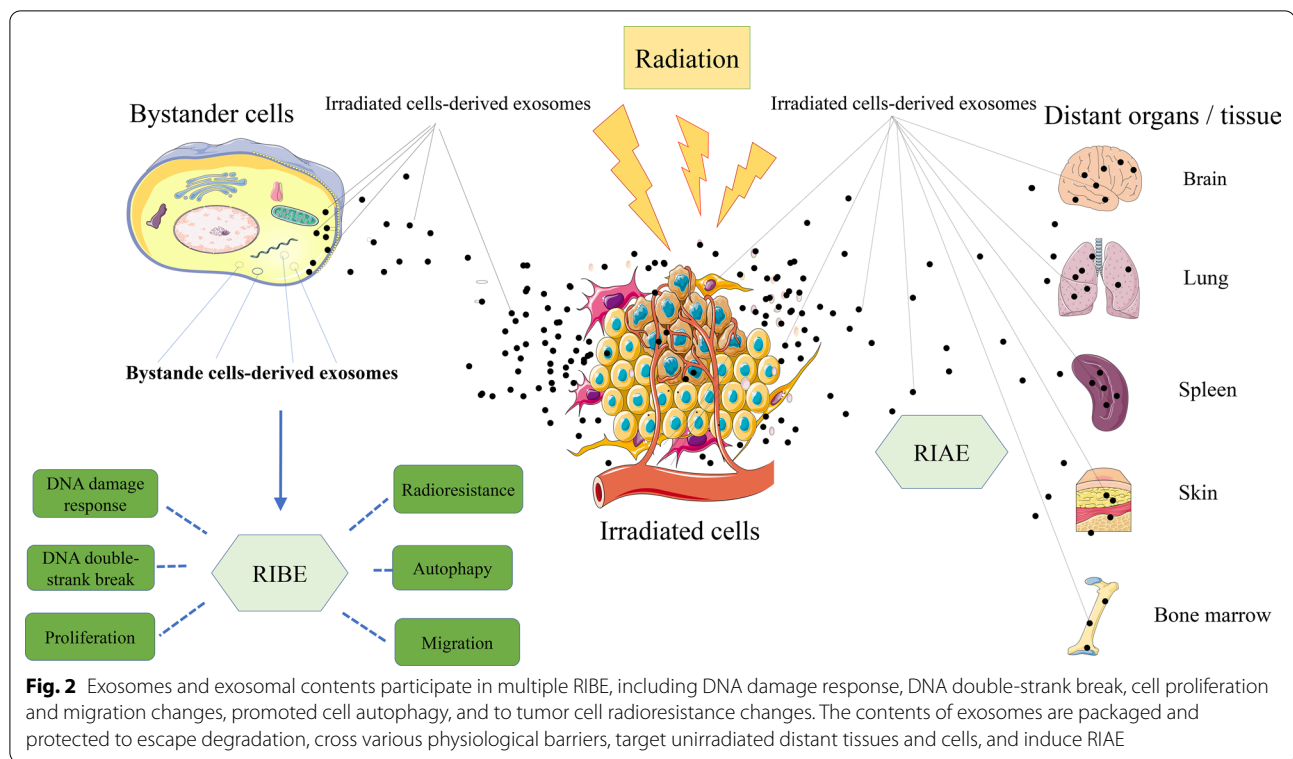 Radiation
Bystander cells
Irradiated cells-derived exosomes
Irradiated cells-derived exosomes
Distant organs / tissue
Brain
Lung
Bystande cells-derived exosomes
Spleen
RIAE
Skin
Irradiated cells
DNA damage
response
Radioresistance
DNA double-
strank break
RIBE
Autophapy
Proliferation
Migration
Bone marrow
Fig. 2 Exosomes and exosomal contents participate in multiple RIBE, including DNA damage response, DNA double-strank break, cell proliferation
and migration changes, promoted cell autophagy, and to tumor cell radioresistance changes. The contents of exosomes are packaged and
protected to escape degradation, cross various physiological barriers, target unirradiated distant tissues and cells, and induce RIAE